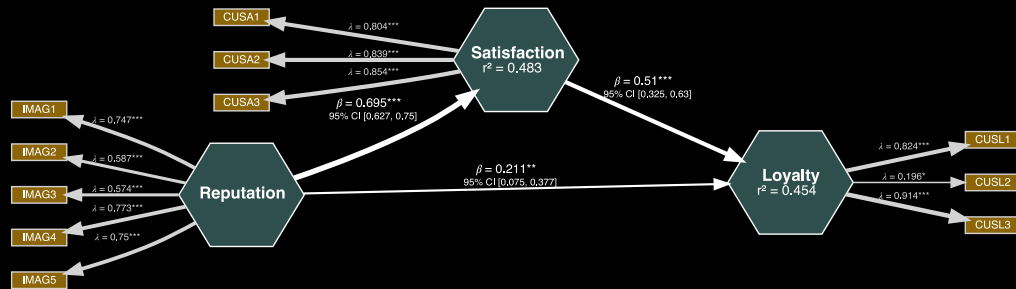 CUSA1
λ = 0.804***
CUSA2
λ = 0.839***
CUSA3
λ = 0.854***
Satisfaction
r² = 0.483
β = 0.695***
95% CI [0,627, 0,75]
β = 0.51***
95% CI [0,325, 0,63]
IMAG1
λ = 0,747***
IMAG2
λ = 0.587***
IMAG3
λ = 0.574***
IMAG4
λ = 0.773***
IMAG5
λ = 0,75***
Reputation
β = 0.211**
95% CI [0,075, 0,377]
Loyalty
r² = 0.454
CUSL1
λ = 0,824***
CUSL2
λ = 0.196*
CUSL3
λ = 0.914***